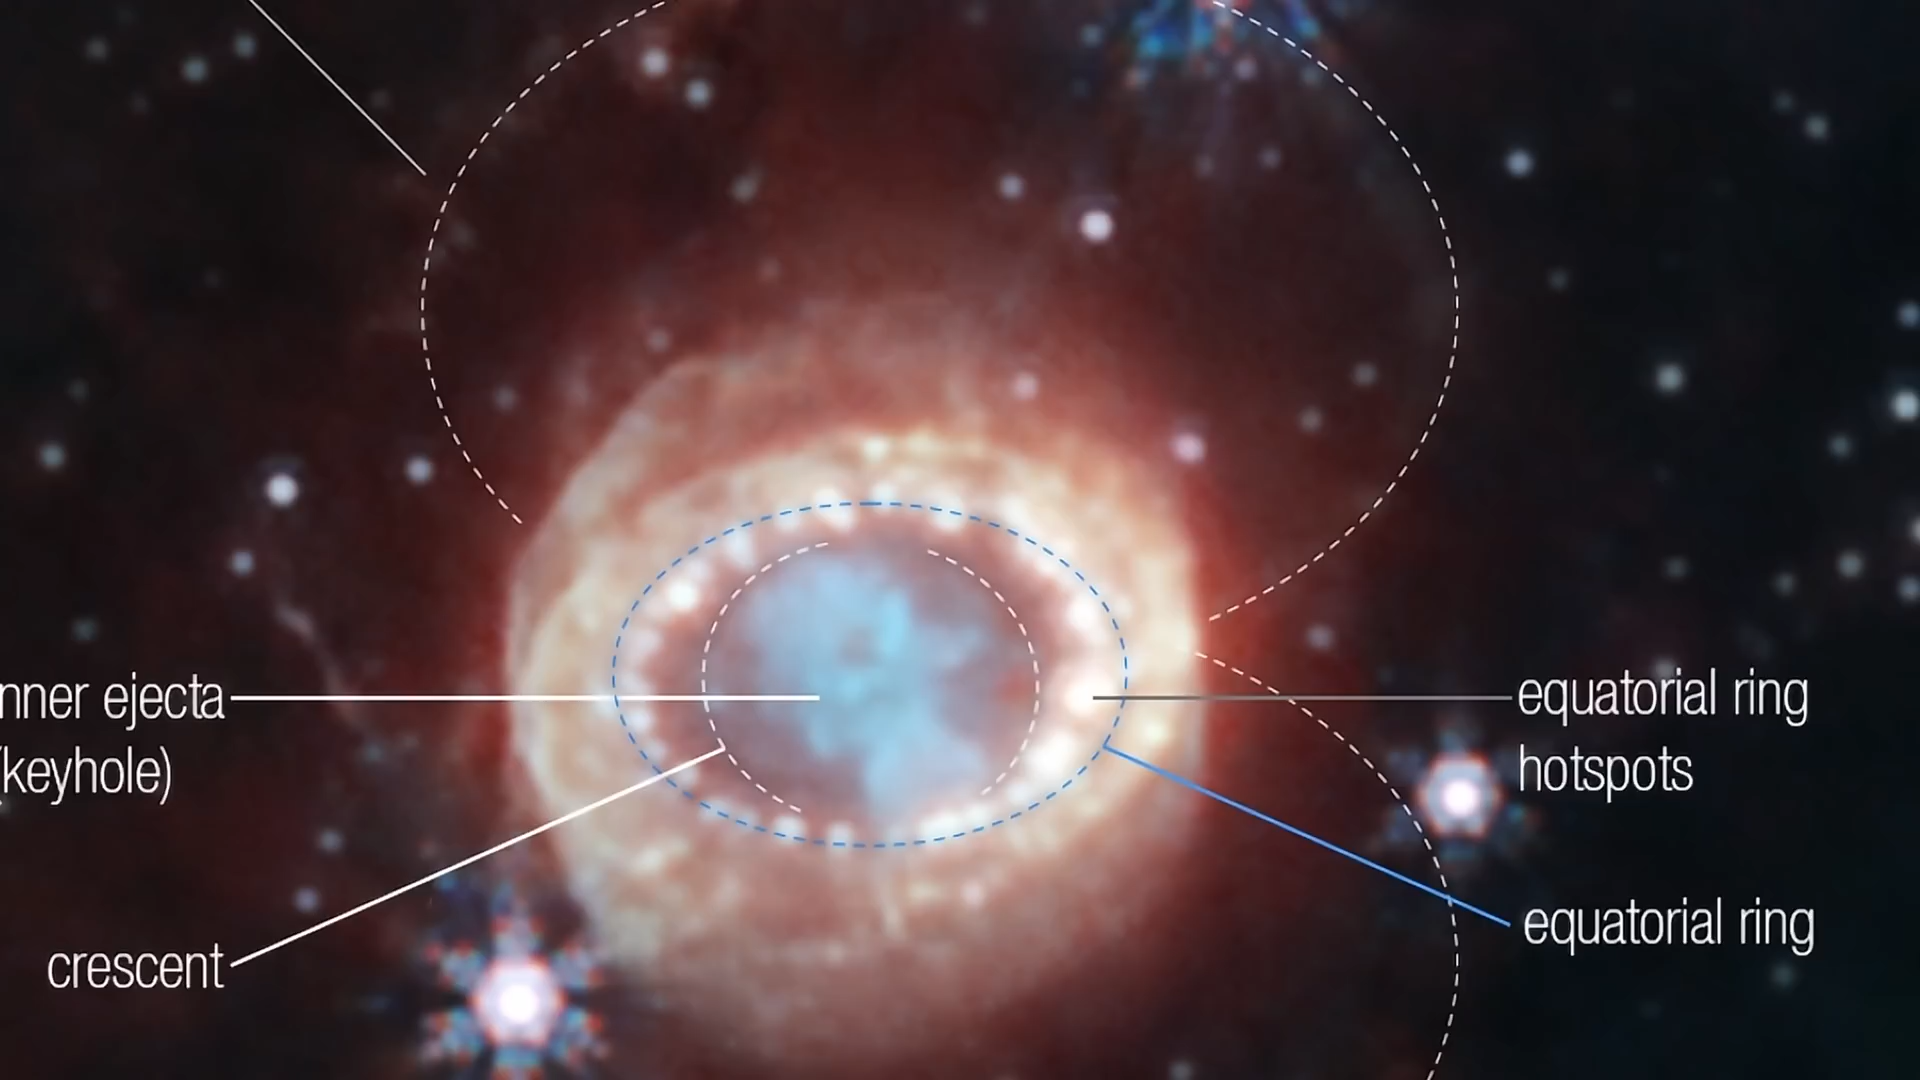 nner ejecta
(keyhole)
equatorial ring
hotspots
crescent
equatorial ring